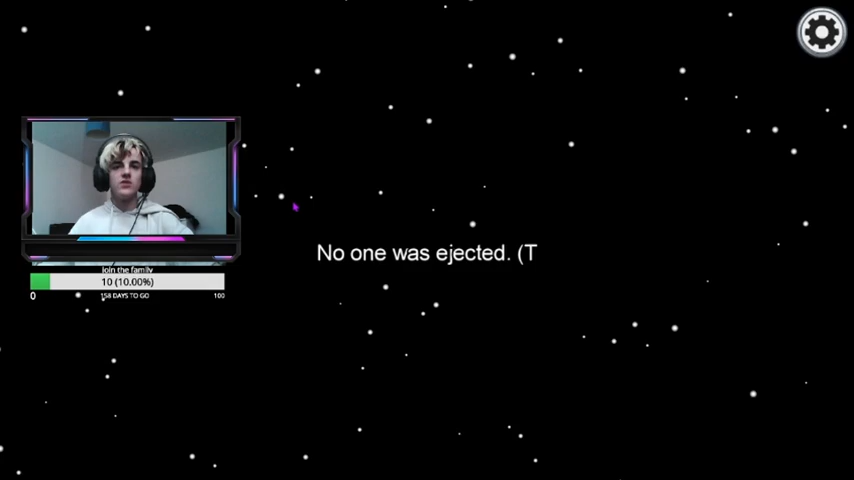 No one was ejected. (T
Join the family
10 (10.00%)
0
158 DAYS TO GO
100